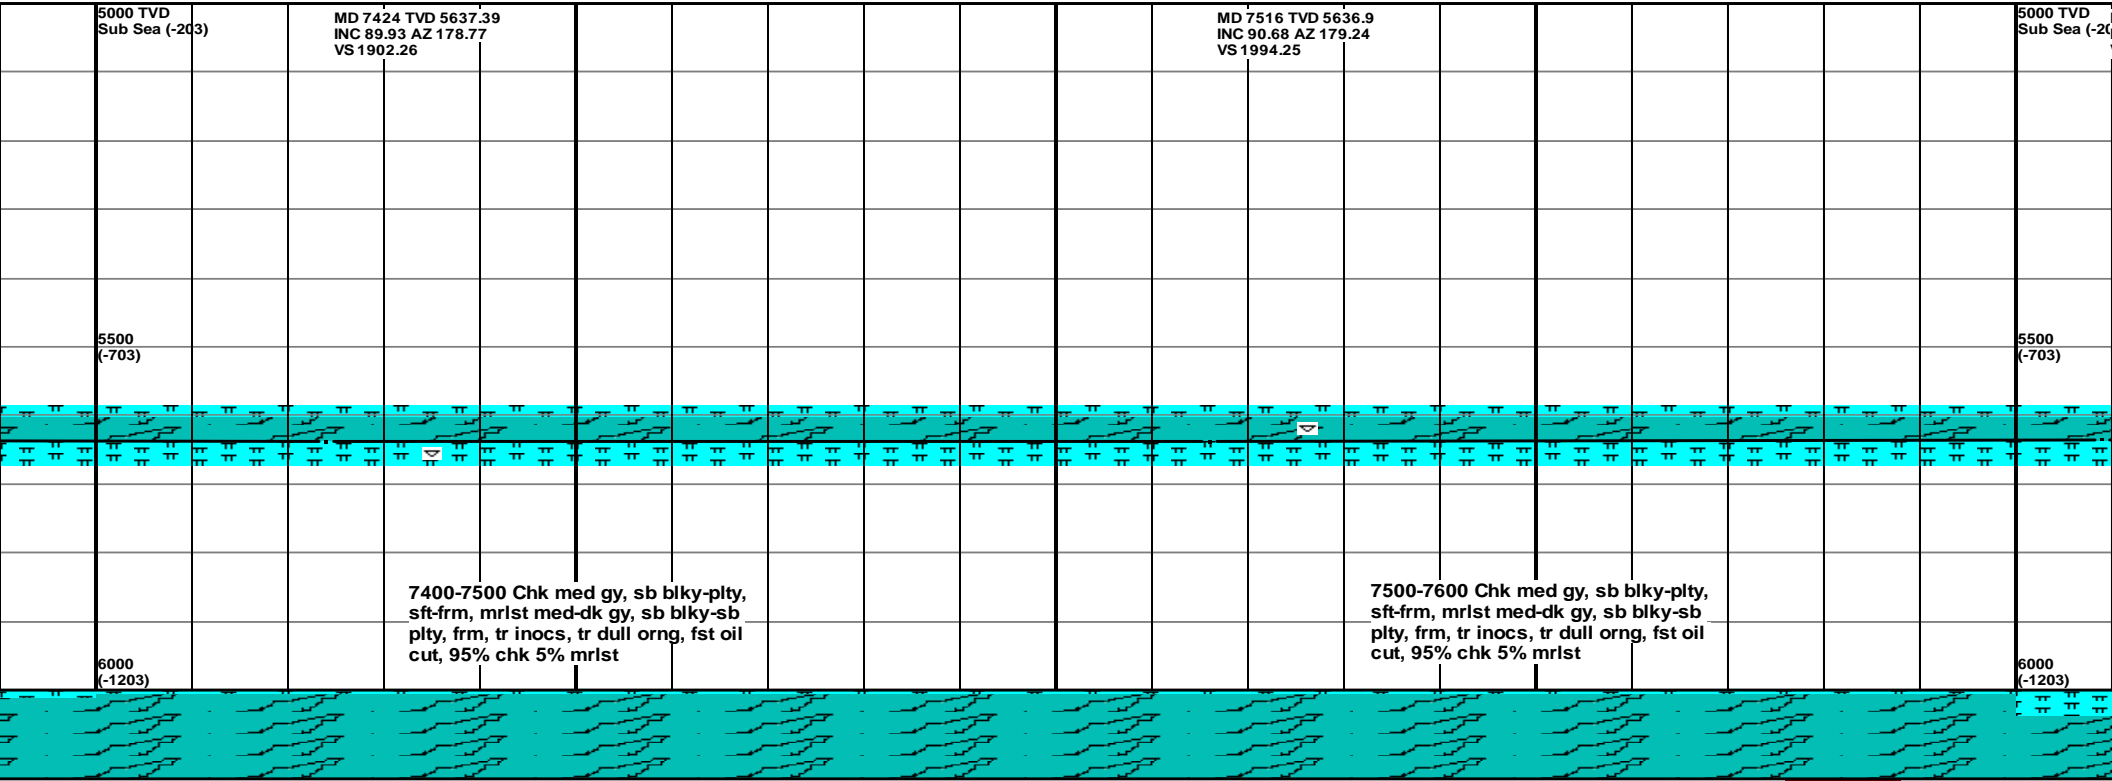 5000 TVD
Sub Sea (-203)
MD 7424 TVD 5637.39
INC 89.93 AZ 178.77
VS 1902.26
MD 7516 TVD 5636.9
INC 90.68 AZ 179.24
VS 1994.25
5000 TVD
Sub Sea (-20
5500
(-703)
5500
(-703)
7400-7500 Chk med gy, sb blky-plty,
sft-frm, mrlst med-dk gy, sb blky-sb
plty, frm, tr inocs, tr dull orng, fst oil
cut, 95% chk 5% mrlst
7500-7600 Chk med gy, sb blky-plty,
sft-frm, mrlst med-dk gy, sb blky-sb
plty, frm, tr inocs, tr dull orng, fst oil
cut, 95% chk 5% mrlst
6000
(-1203)
6000
(-1203)